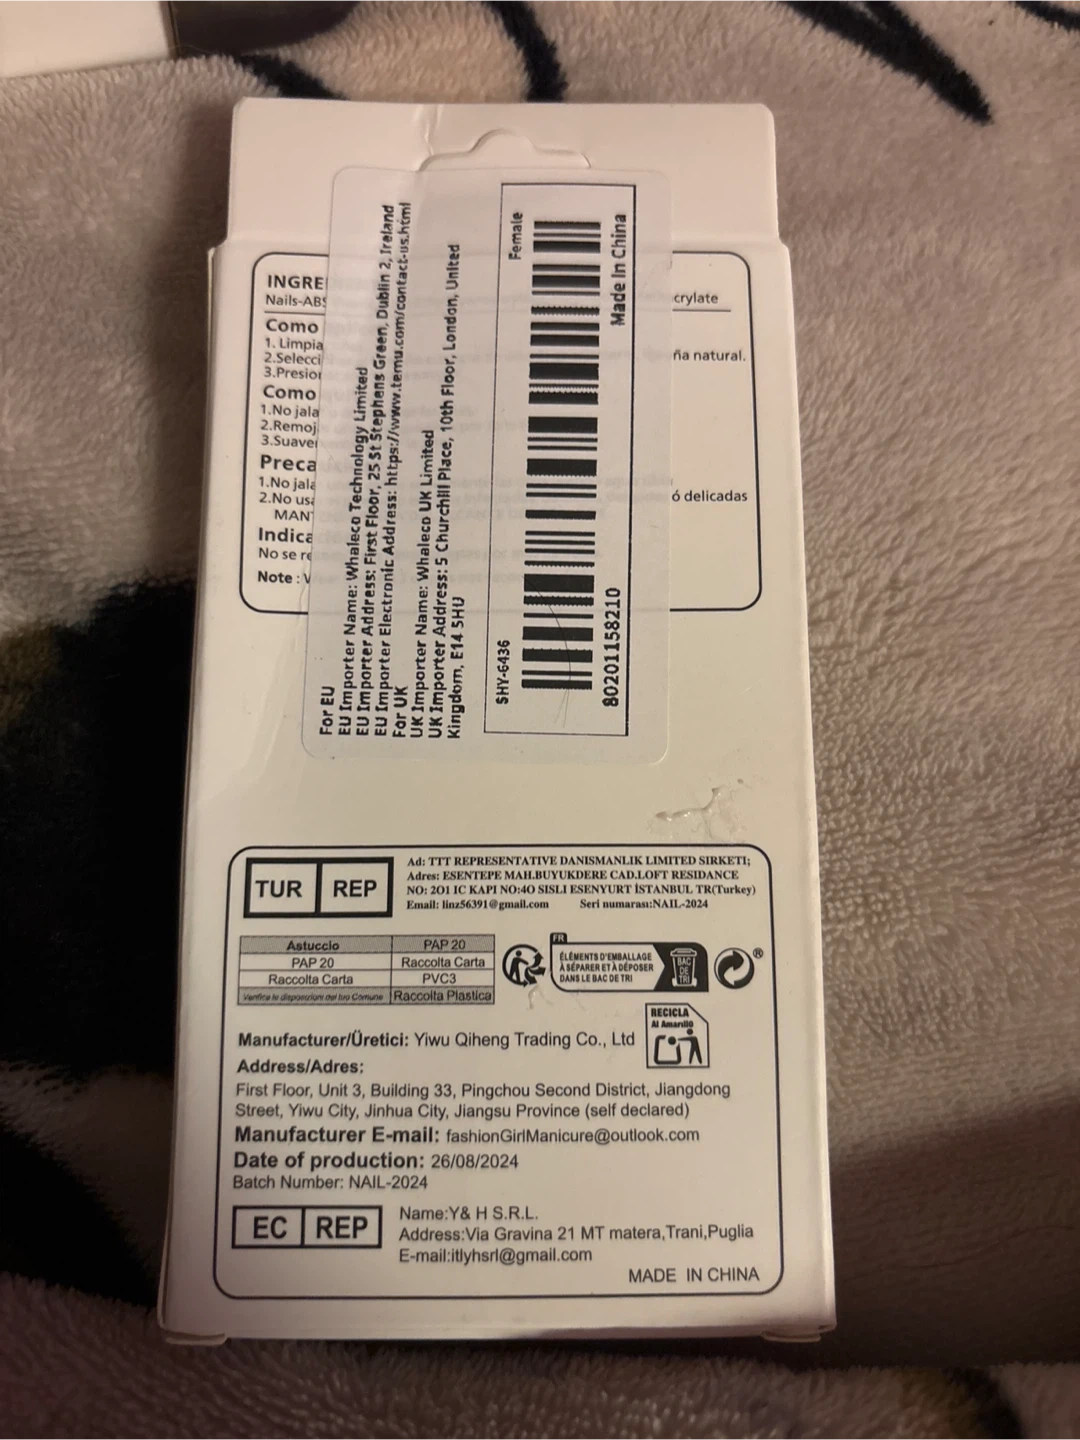 INGRE
Nails-ABS
crylate
Como
1. Limpia
ña natural.
2.Selecci
3.Presion
Como
1.No jala
2.Remoj
3.Suave
Preca
1.No jala
2.No usa
ó delicadas
MANT
Indica
No se re
Note : V
For EU
EU Importer Name: Whaleco Technology Limited
EU Importer Address: First Floor, 25 St Stephens Green, Dublin 2, Ireland
EU Importer Electronic Address: https://www.temu.com/contact-us.html
For UK
UK Importer Name: Whaleco UK Limited
UK Importer Address: 5 Churchill Place, 10th Floor, London, United
Kingdom, E14 5HU
SHY-6436
Female
80201158210
Made In China
TUR REP
Ad: TTT REPRESENTATIVE DANISMANLIK LIMITED SIRKETI;
Adres: ESENTEPE MAH.BUYUKDERE CAD.LOFT RESIDANCE
NO: 201 IC KAPI NO:40 SISLI ESENYURT İSTANBUL TR(Turkey)
Email: linz56391@gmail.com Seri numarası:NAIL-2024
Astuccio PAP 20
PAP 20 Raccolta Carta
Raccolta Carta PVC3
Verifica le disposizioni del tuo Comune Raccolta Plastica
FR
ÉLÉMENTS D'EMBALLAGE
À SÉPARER ET À DÉPOSER
DANS LE BAC DE TRI
BAC
DE
TRI
®
RECICLA
Al Amarillo
Manufacturer/Üretici: Yiwu Qiheng Trading Co., Ltd
Address/Adres:
First Floor, Unit 3, Building 33, Pingchou Second District, Jiangdong
Street, Yiwu City, Jinhua City, Jiangsu Province (self declared)
Manufacturer E-mail: fashionGirlManicure@outlook.com
Date of production: 26/08/2024
Batch Number: NAIL-2024
EC REP
Name:Y& H S.R.L.
Address:Via Gravina 21 MT matera,Trani,Puglia
E-mail:itlyhsrl@gmail.com
MADE IN CHINA